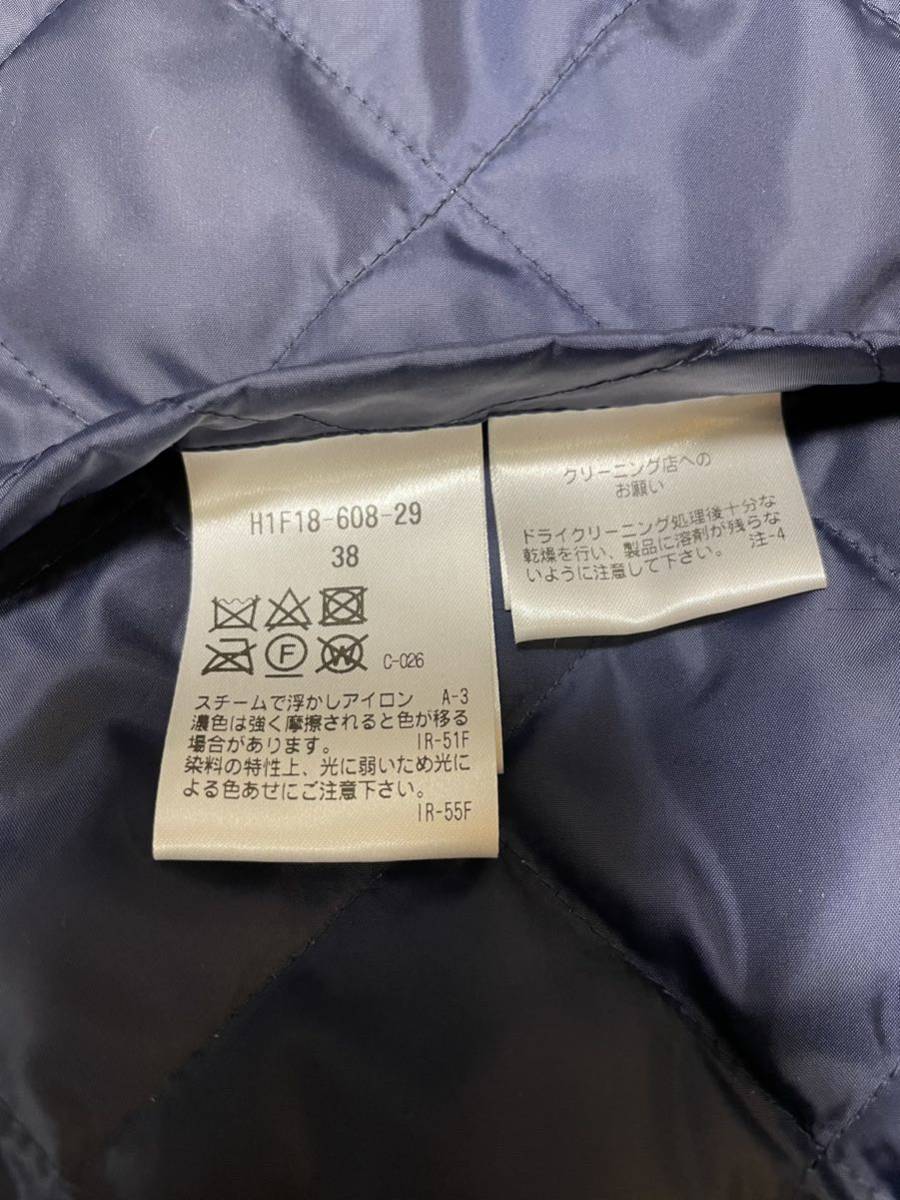 H1F18-608-29
38
F
W
C-026
スチームで浮かしアイロン A-3
濃色は強く摩擦されると色が移る
場合があります。 IR-51F
染料の特性上、光に弱いため光に
よる色あせにご注意下さい。
IR-55F
クリーニング店への
お願い
ドライクリーニング処理後十分な
乾燥を行い、製品に溶剤が残らな
いように注意して下さい。 注-4